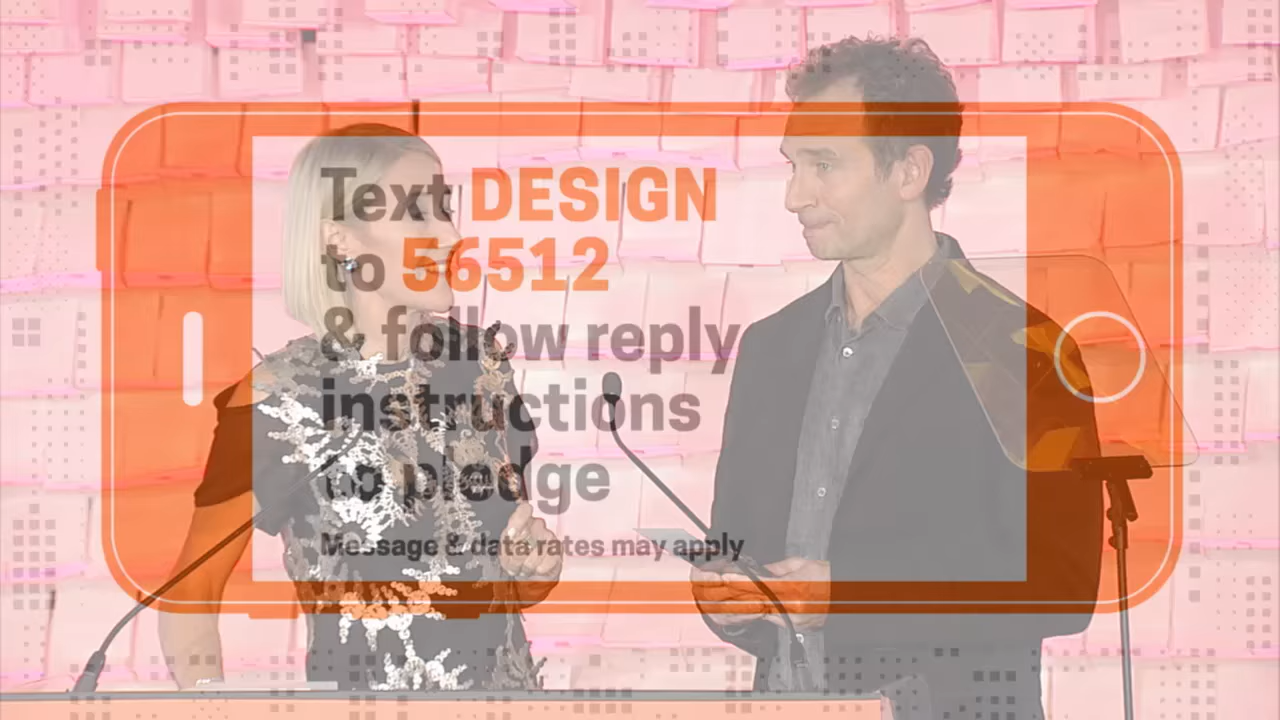 Text DESIGN
to 56512
& follow reply
instructions
to pledge
Message & data rates may apply